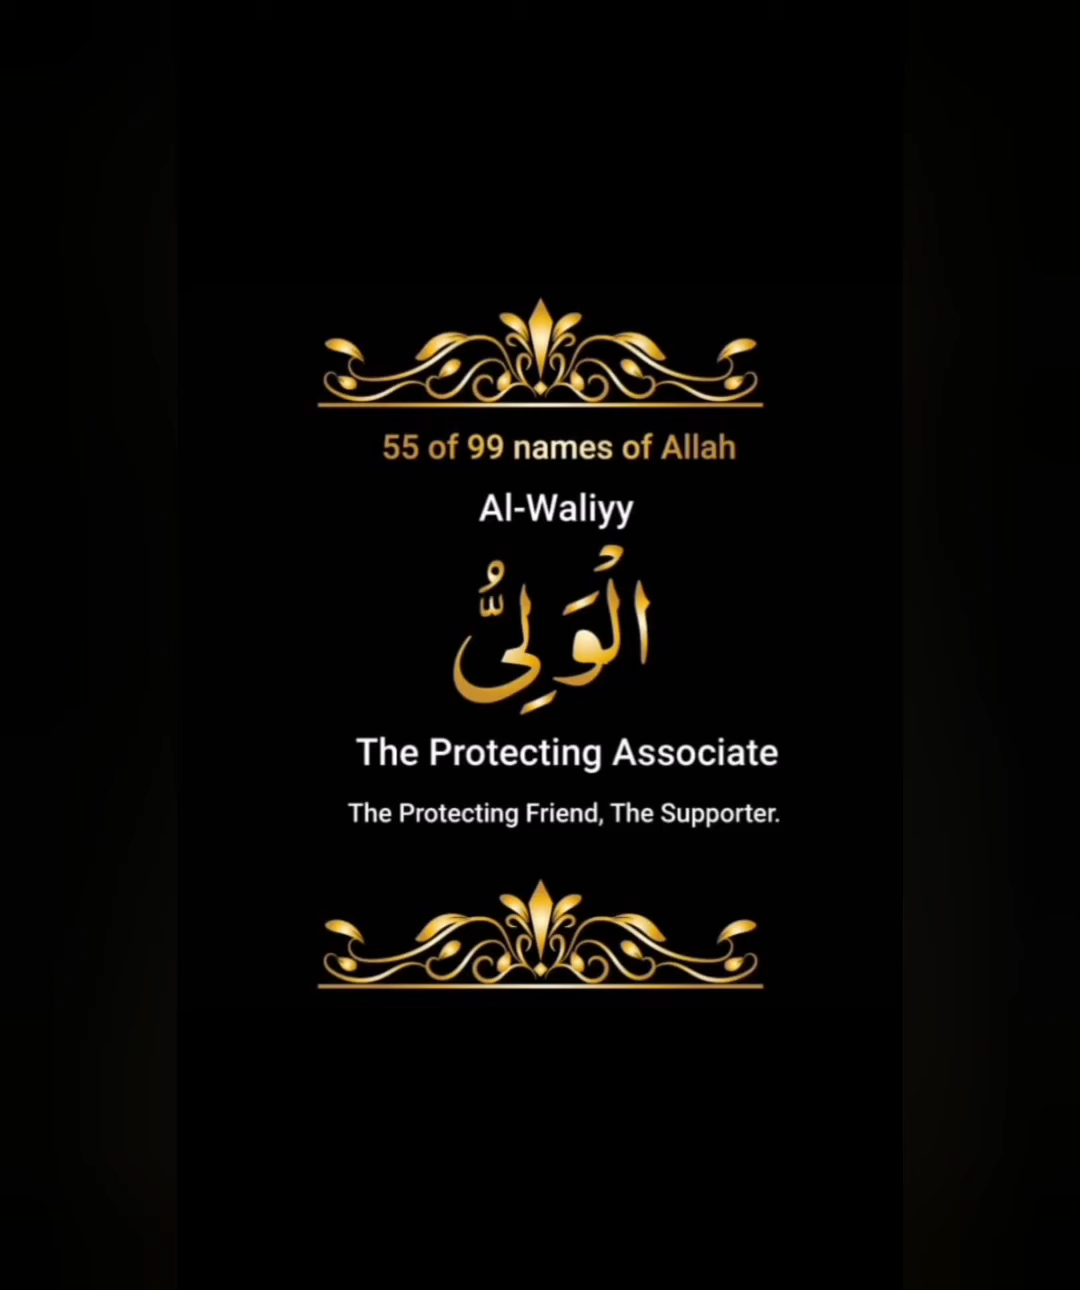 55 of 99 names of Allah
Al-Waliyy
الْوَلِىُّ
The Protecting Associate
The Protecting Friend, The Supporter.